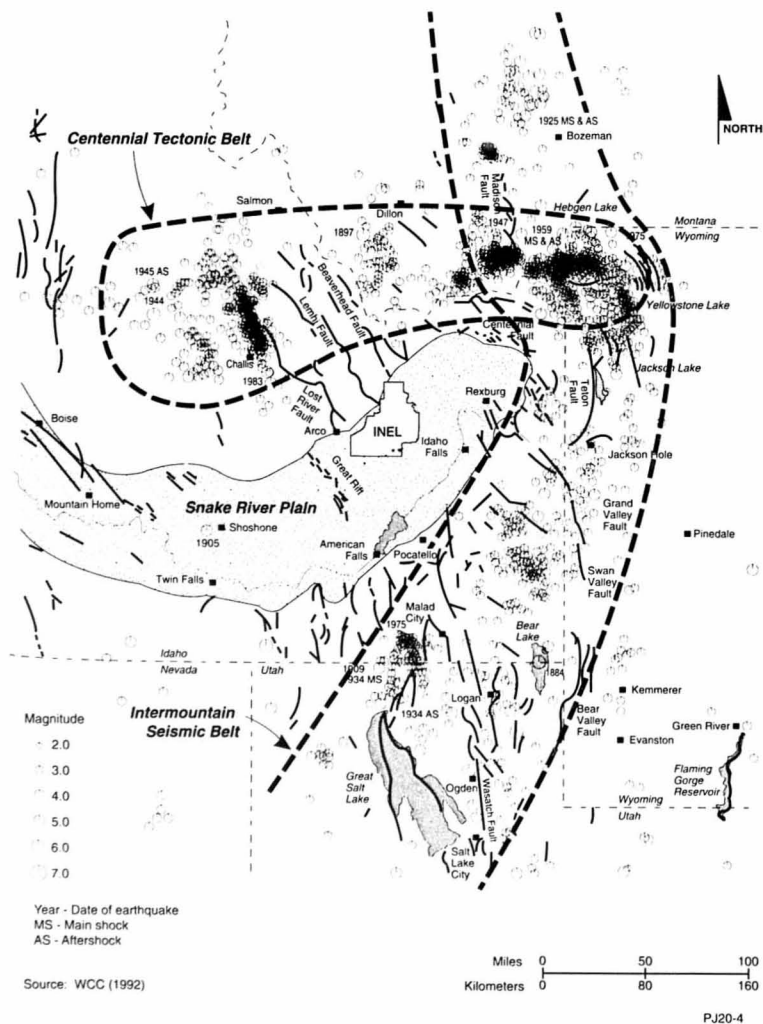 1925 MS & AS
Bozeman
NORTH
Centennial Tectonic Belt
Madison
Fault
Salmon
Dillon
Hebgen Lake
1947
1897
1959
MS & AS
Montana
Wyoming
1945 AS
1944
Beaverhead Fault
Lemhi Fault
Yellowstone Lake
Centennial
Fault
Challis
1983
Jackson Lake
Teton
Fault
Lost
River
Fault
Rexburg
Boise
Arco
INEL
Idaho
Falls
Jackson Hole
Great Rift
Mountain Home
Snake River Plain
Grand
Valley
Fault
Shoshone
1905
American
Falls
Pocatello
Pinedale
Twin Falls
Swan
Valley
Fault
Malad
City
1975
Bear
Lake
Idaho
Nevada
Utah
1909
934 MS
1884
Logan
Kemmerer
Intermountain
Seismic Belt
1934 AS
Bear
Valley
Fault
Green River
Evanston
Magnitude
2.0
3.0
4.0
5.0
6.0
7.0
Great
Salt
Lake
Ogden
Wasatch Fault
Flaming
Gorge
Reservoir
Wyoming
Utah
Salt
Lake
City
Year - Date of earthquake
MS - Main shock
AS - Aftershock
Miles
0
50
100
Kilometers
0
80
160
Source: WCC (1992)
PJ20-4